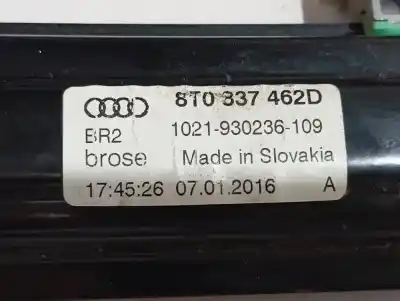 8T0 837 462D
BR2 1021-930236-109
brose Made in Slovakia
17:45:26 07.01.2016 A